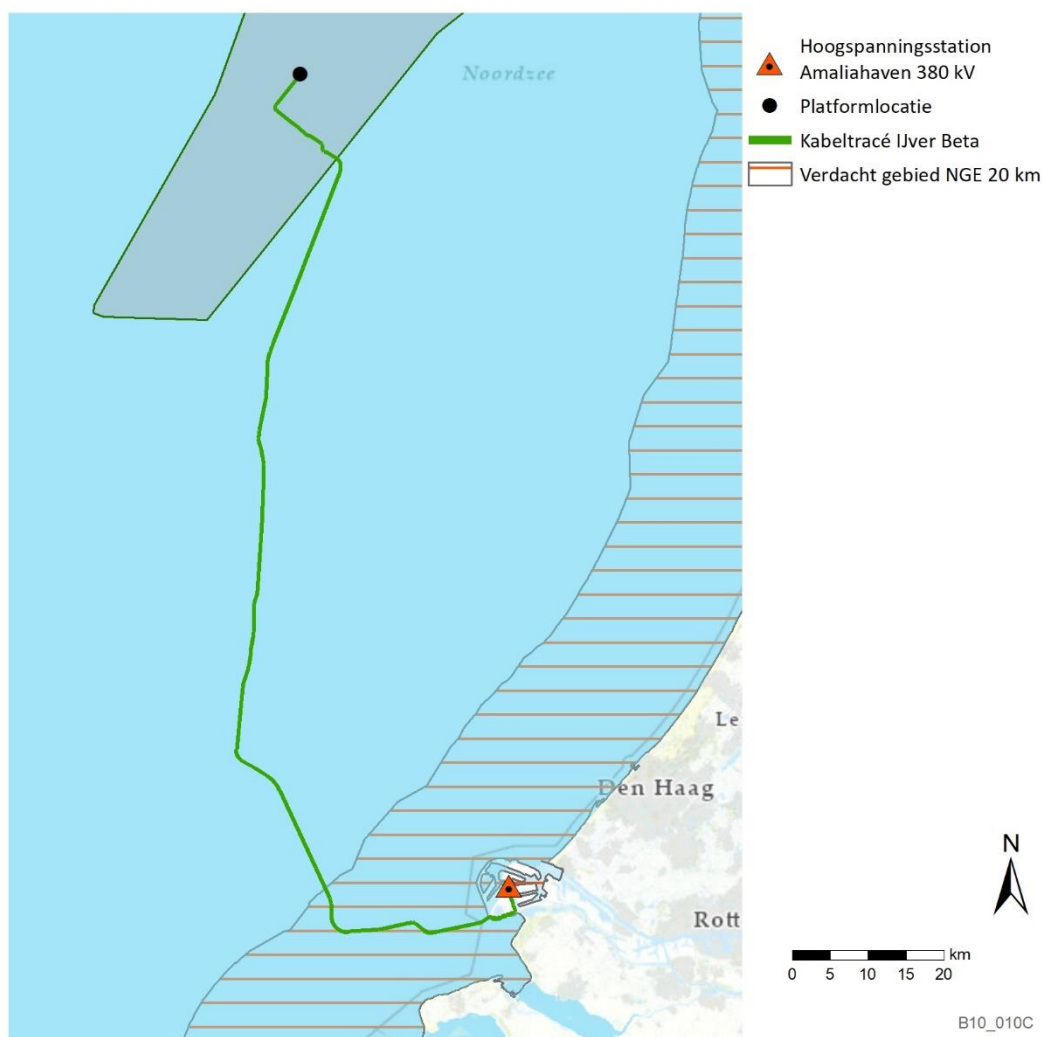 Noordzee
Le
Den Haag
Rott
Hoogspanningsstation
Amaliahaven 380 kV
Platformlocatie
Kabeltracé IJver Beta
Verdacht gebied NGE 20 km
N
km
0 5 10 15 20
B10_010C